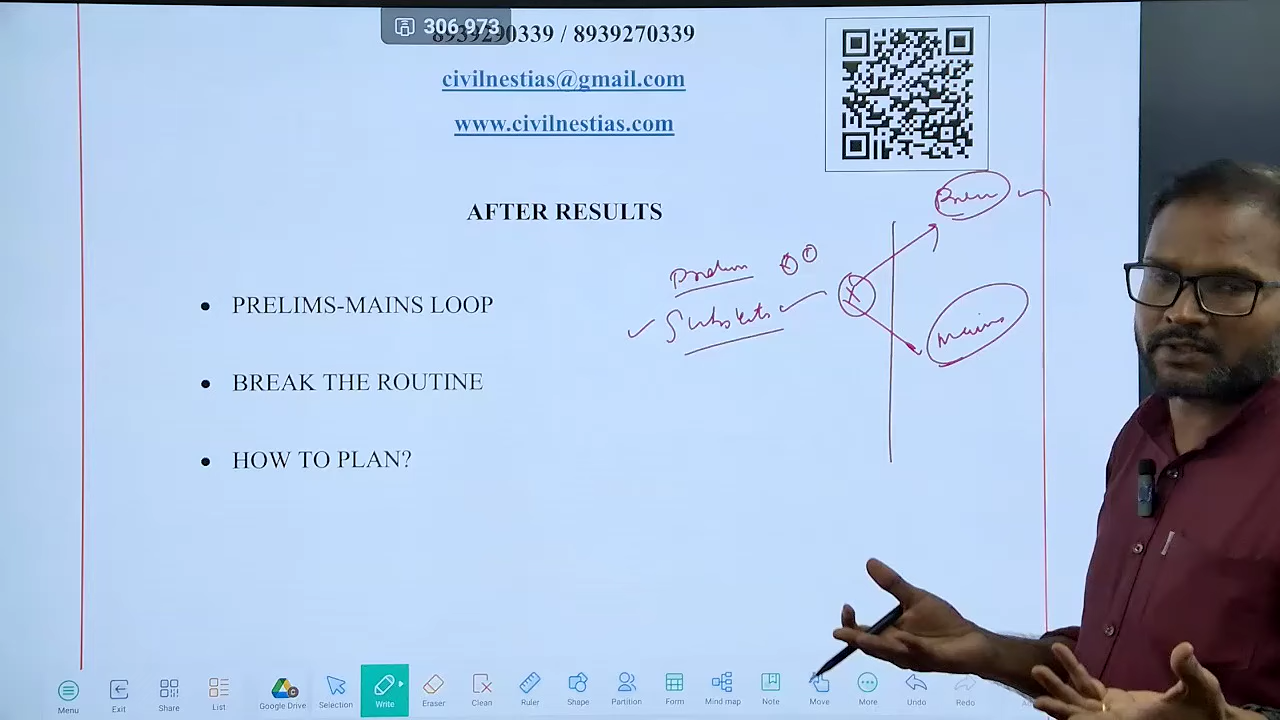 306,973
8939290339 / 8939270339
civilnestias@gmail.com
www.civilnestias.com
AFTER RESULTS
Prelim
PRELIMS-MAINS LOOP
BREAK THE ROUTINE
HOW TO PLAN?
Mains
Menu
Exit
Share
List
Google Drive
Selection
Write
Eraser
Clean
Ruler
Shape
Partition
Form
Mind map
Note
Move
More
Undo
Redo